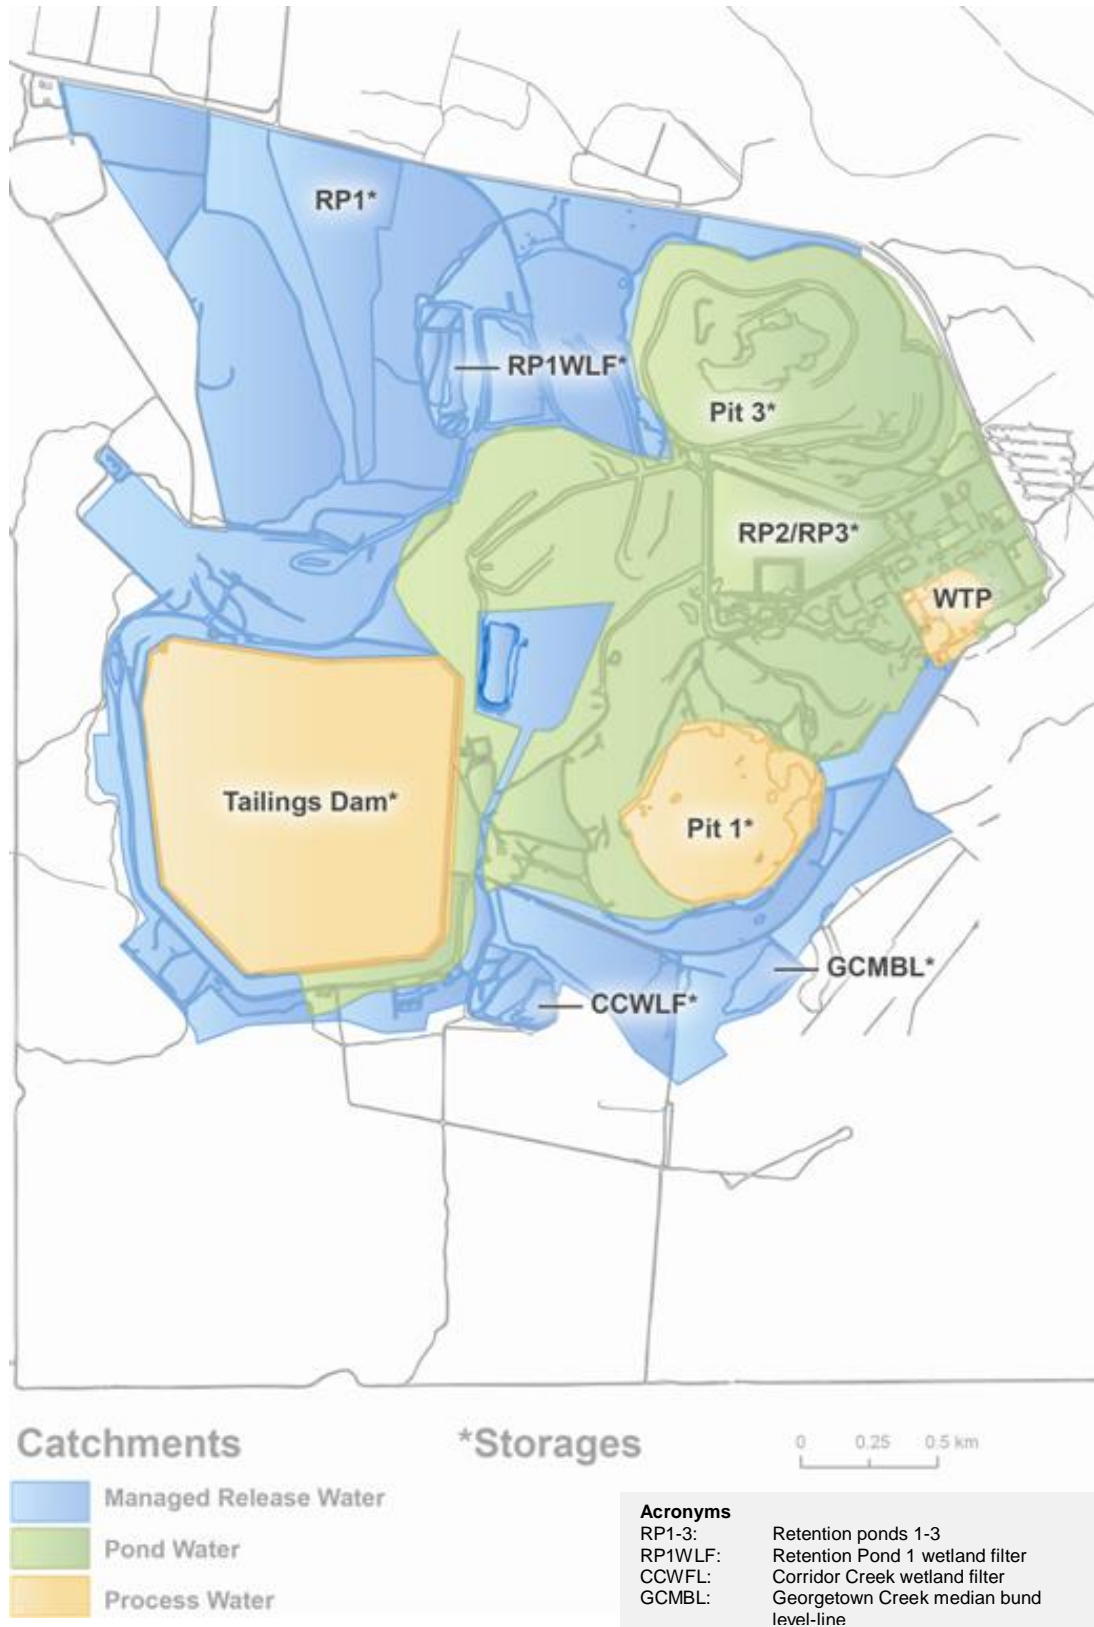 RP1*
RP1WLF*
Pit 3*
RP2/RP3*
WTP
Tailings Dam*
Pit 1*
GCMBL*
CCWLF*
Catchments
*Storages
0 0.25 0.5 km
Managed Release Water
Pond Water
Process Water
Acronyms
RP1-3: Retention ponds 1-3
RP1WLF: Retention Pond 1 wetland filter
CCWFL: Corridor Creek wetland filter
GCMBL: Georgetown Creek median bund
level-line